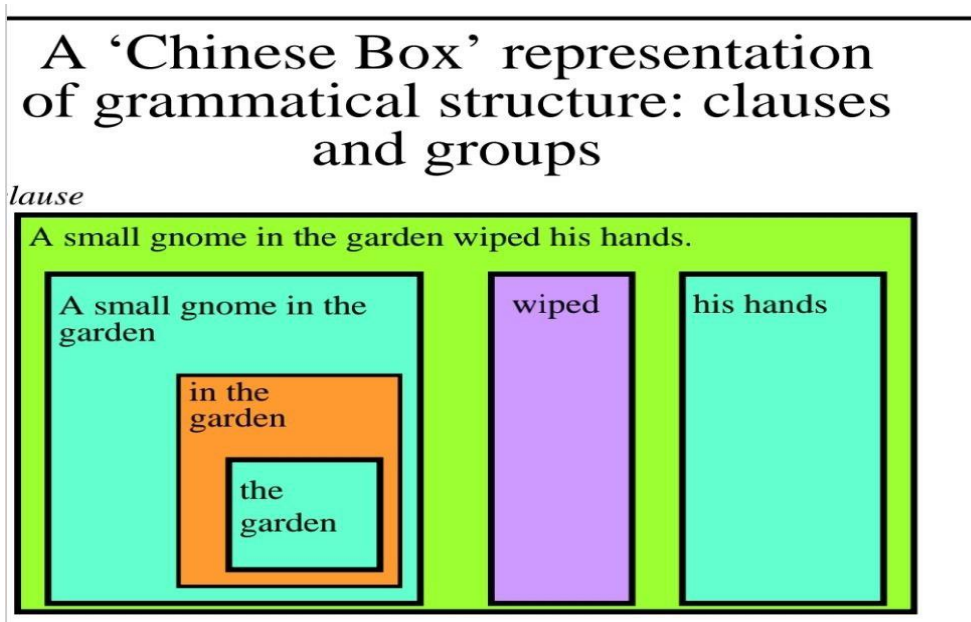 A ‘Chinese Box’ representation
of grammatical structure: clauses
and groups
lause
A small gnome in the garden wiped his hands.
A small gnome in the
garden
in the
garden
the
garden
wiped
his hands